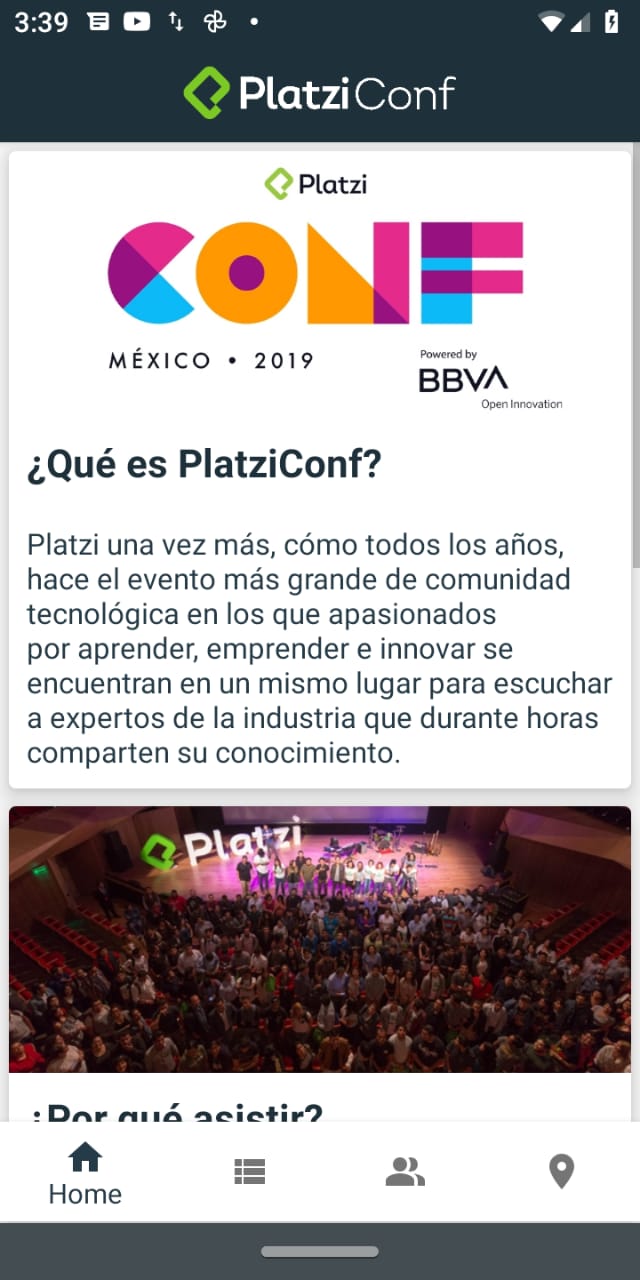 3:39
PlatziConf
Platzi
CONF
MÉXICO • 2019
Powered by
BBVA
Open Innovation
¿Qué es PlatziConf?
Platzi una vez más, cómo todos los años,
hace el evento más grande de comunidad
tecnológica en los que apasionados
por aprender, emprender e innovar se
encuentran en un mismo lugar para escuchar
a expertos de la industria que durante horas
comparten su conocimiento.
Platzi
¿Por qué asistir?
Home